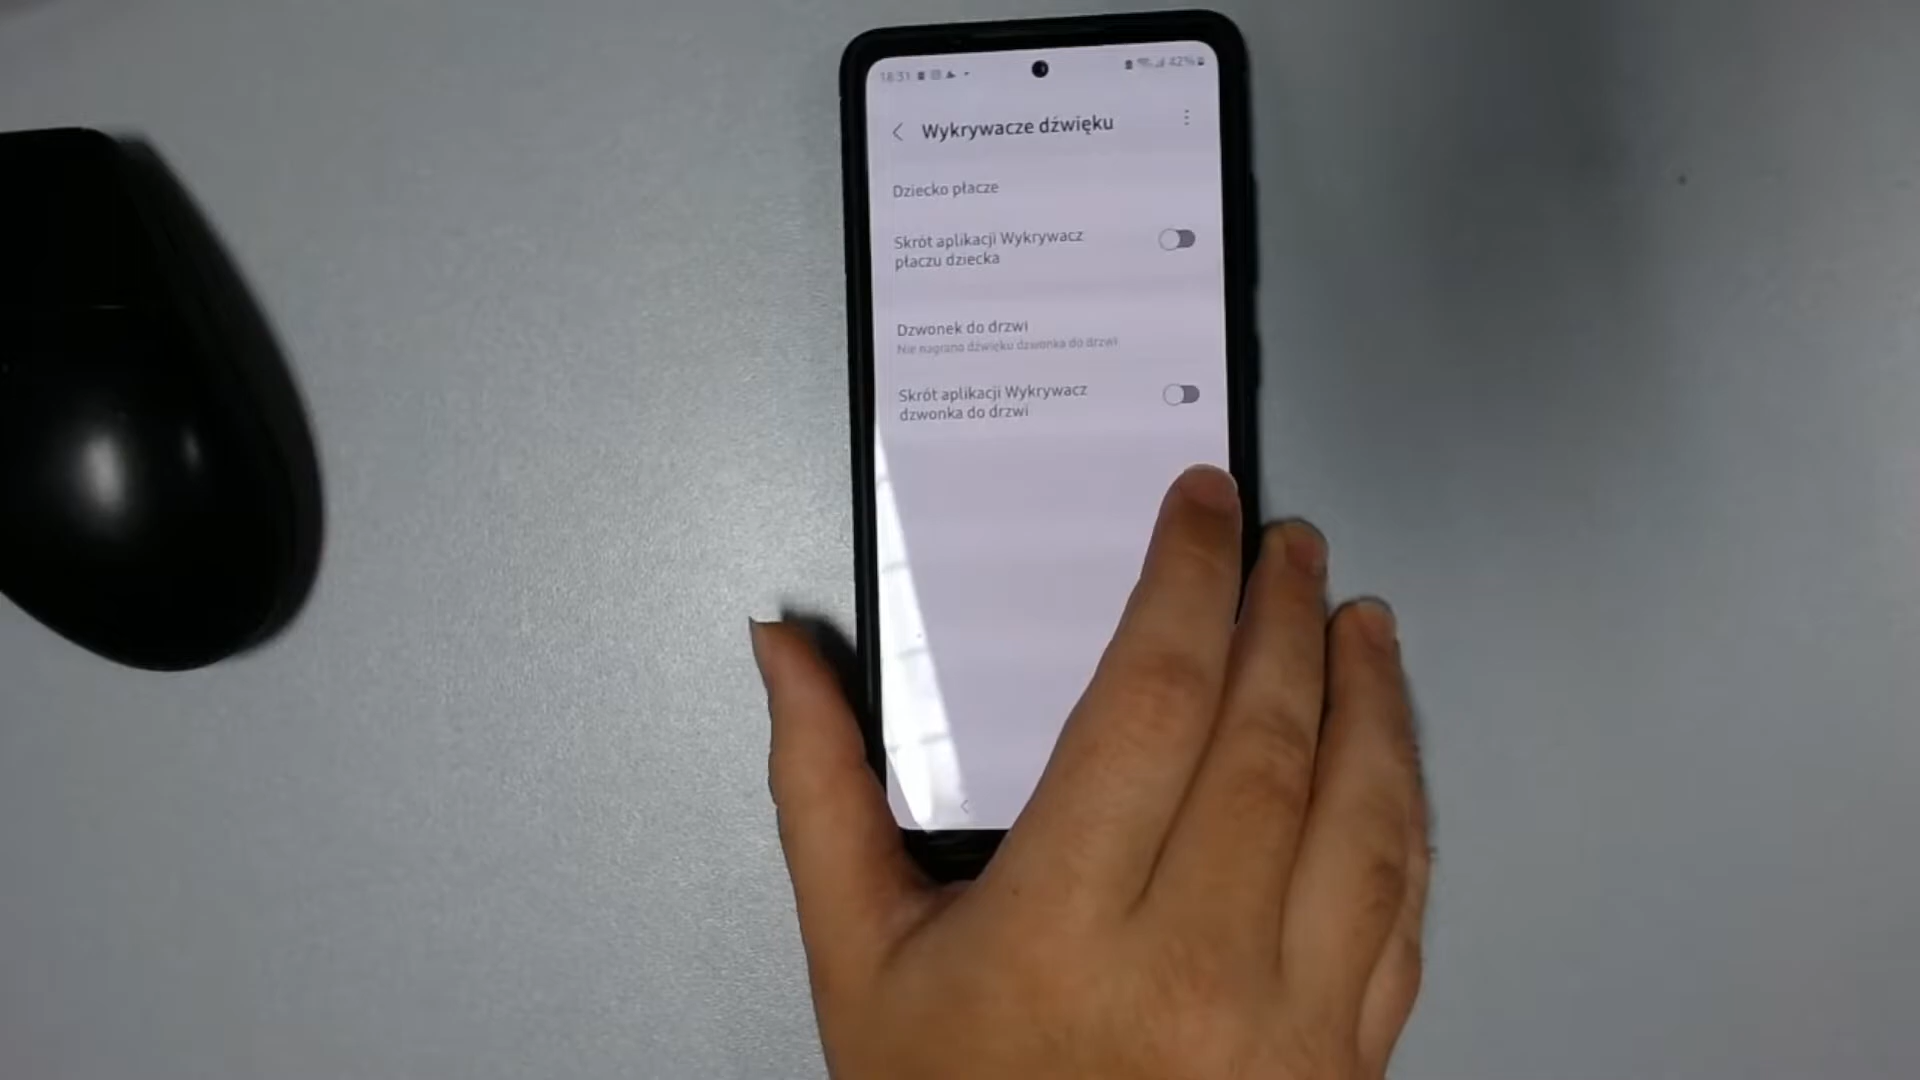 18:31
42%
Wykrywacze dźwięku
Dziecko płacze
Skrót aplikacji Wykrywacz
płaczu dziecka
Dzwonek do drzwi
Nie nagrano dźwięku dzwonka do drzwi
Skrót aplikacji Wykrywacz
dzwonka do drzwi